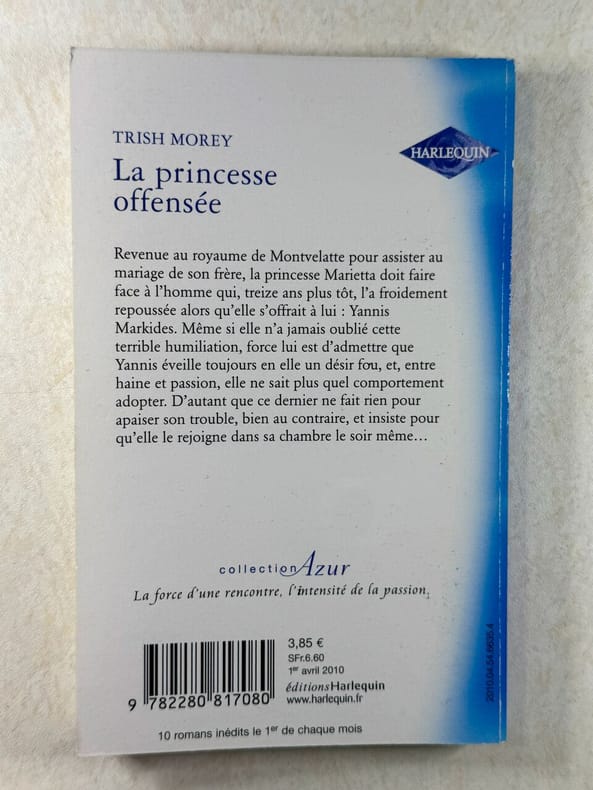 TRISH MOREY
La princesse
offensée
HARLEQUIN
Revenue au royaume de Montvelatte pour assister au
mariage de son frère, la princesse Marietta doit faire
face à l'homme qui, treize ans plus tôt, l'a froidement
repoussée alors qu'elle s'offrait à lui : Yannis
Markides. Même si elle n'a jamais oublié cette
terrible humiliation, force lui est d'admettre que
Yannis éveille toujours en elle un désir fou, et, entre
haine et passion, elle ne sait plus quel comportement
adopter. D'autant que ce dernier ne fait rien pour
apaiser son trouble, bien au contraire, et insiste pour
qu'elle le rejoigne dans sa chambre le soir même…
collection Azur
La force d'une rencontre, l'intensité de la passion.
3,85 €
SFr.6.60
1er avril 2010
éditionsHarlequin
www.harlequin.fr
9 782280 817080
10 romans inédits le 1er de chaque mois
2010.04.54.6635.4